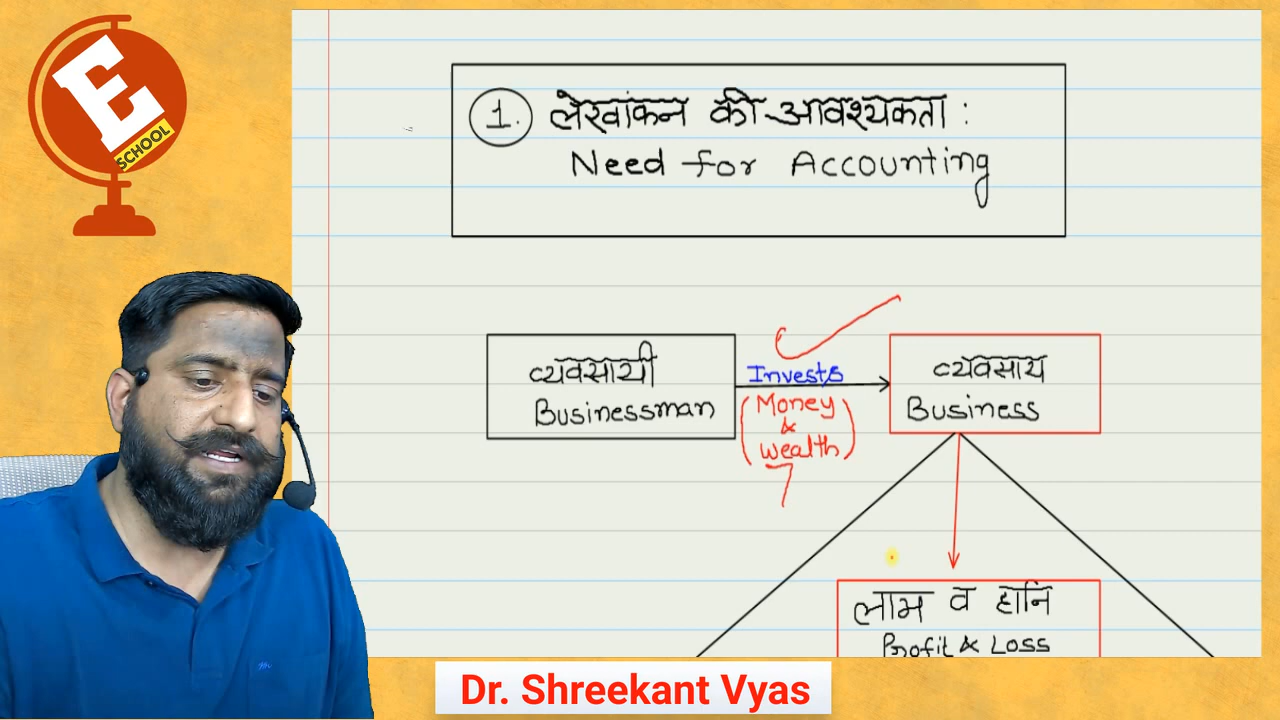 E
SCHOOL
1. लेखांकन की आवश्यकता :
Need for Accounting
व्यवसायी
Businessman
Invests
(Money
&
Wealth)
व्यवसाय
Business
लाभ व हानि
Profit & Loss
Dr. Shreekant Vyas